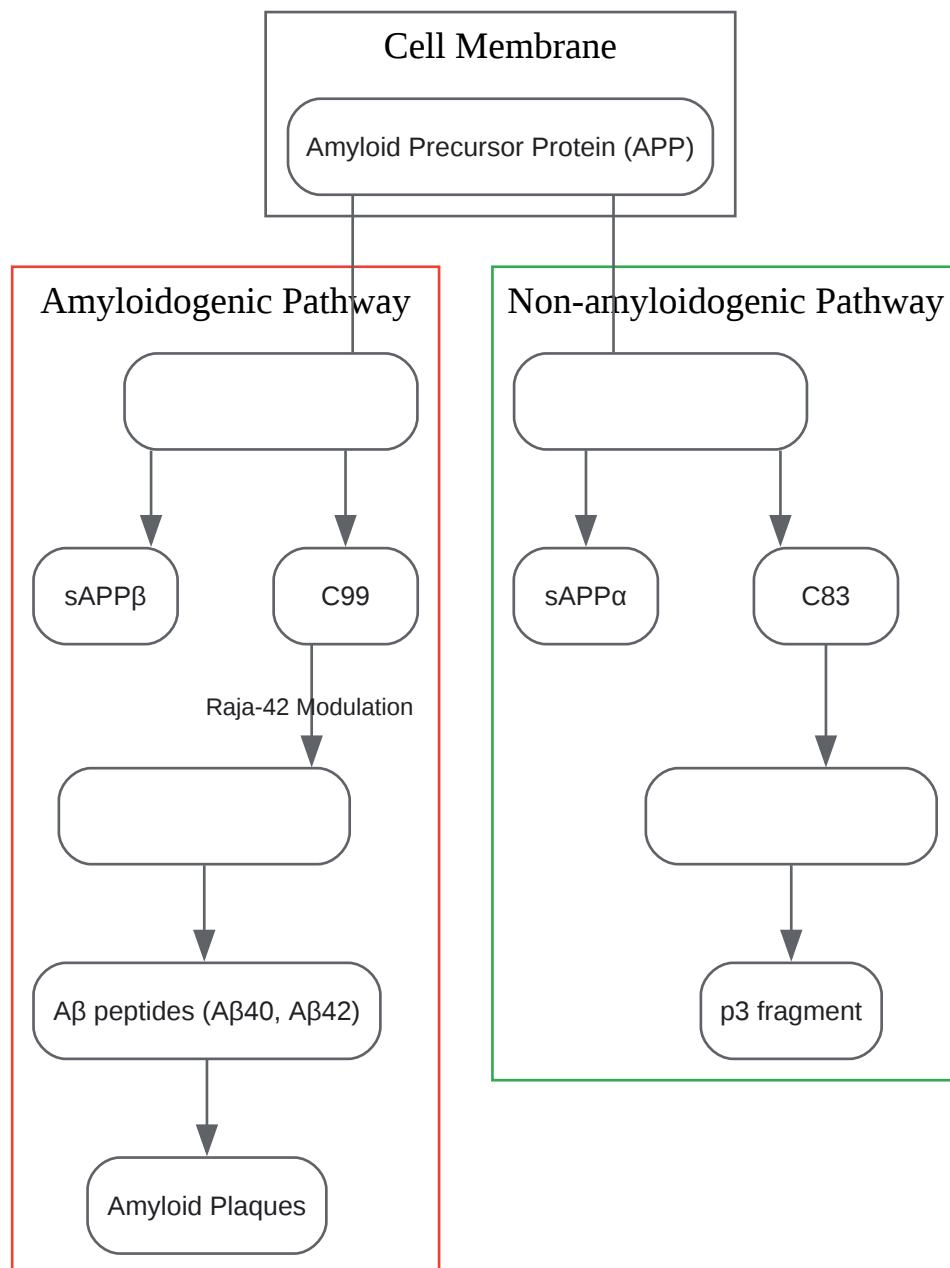 Cell Membrane
Amyloid Precursor Protein (APP)
Amyloidogenic Pathway
Non-amyloidogenic Pathway
sAPPβ
C99
sAPPα
C83
Raja-42 Modulation
Aβ peptides (Aβ40, Aβ42)
p3 fragment
Amyloid Plaques